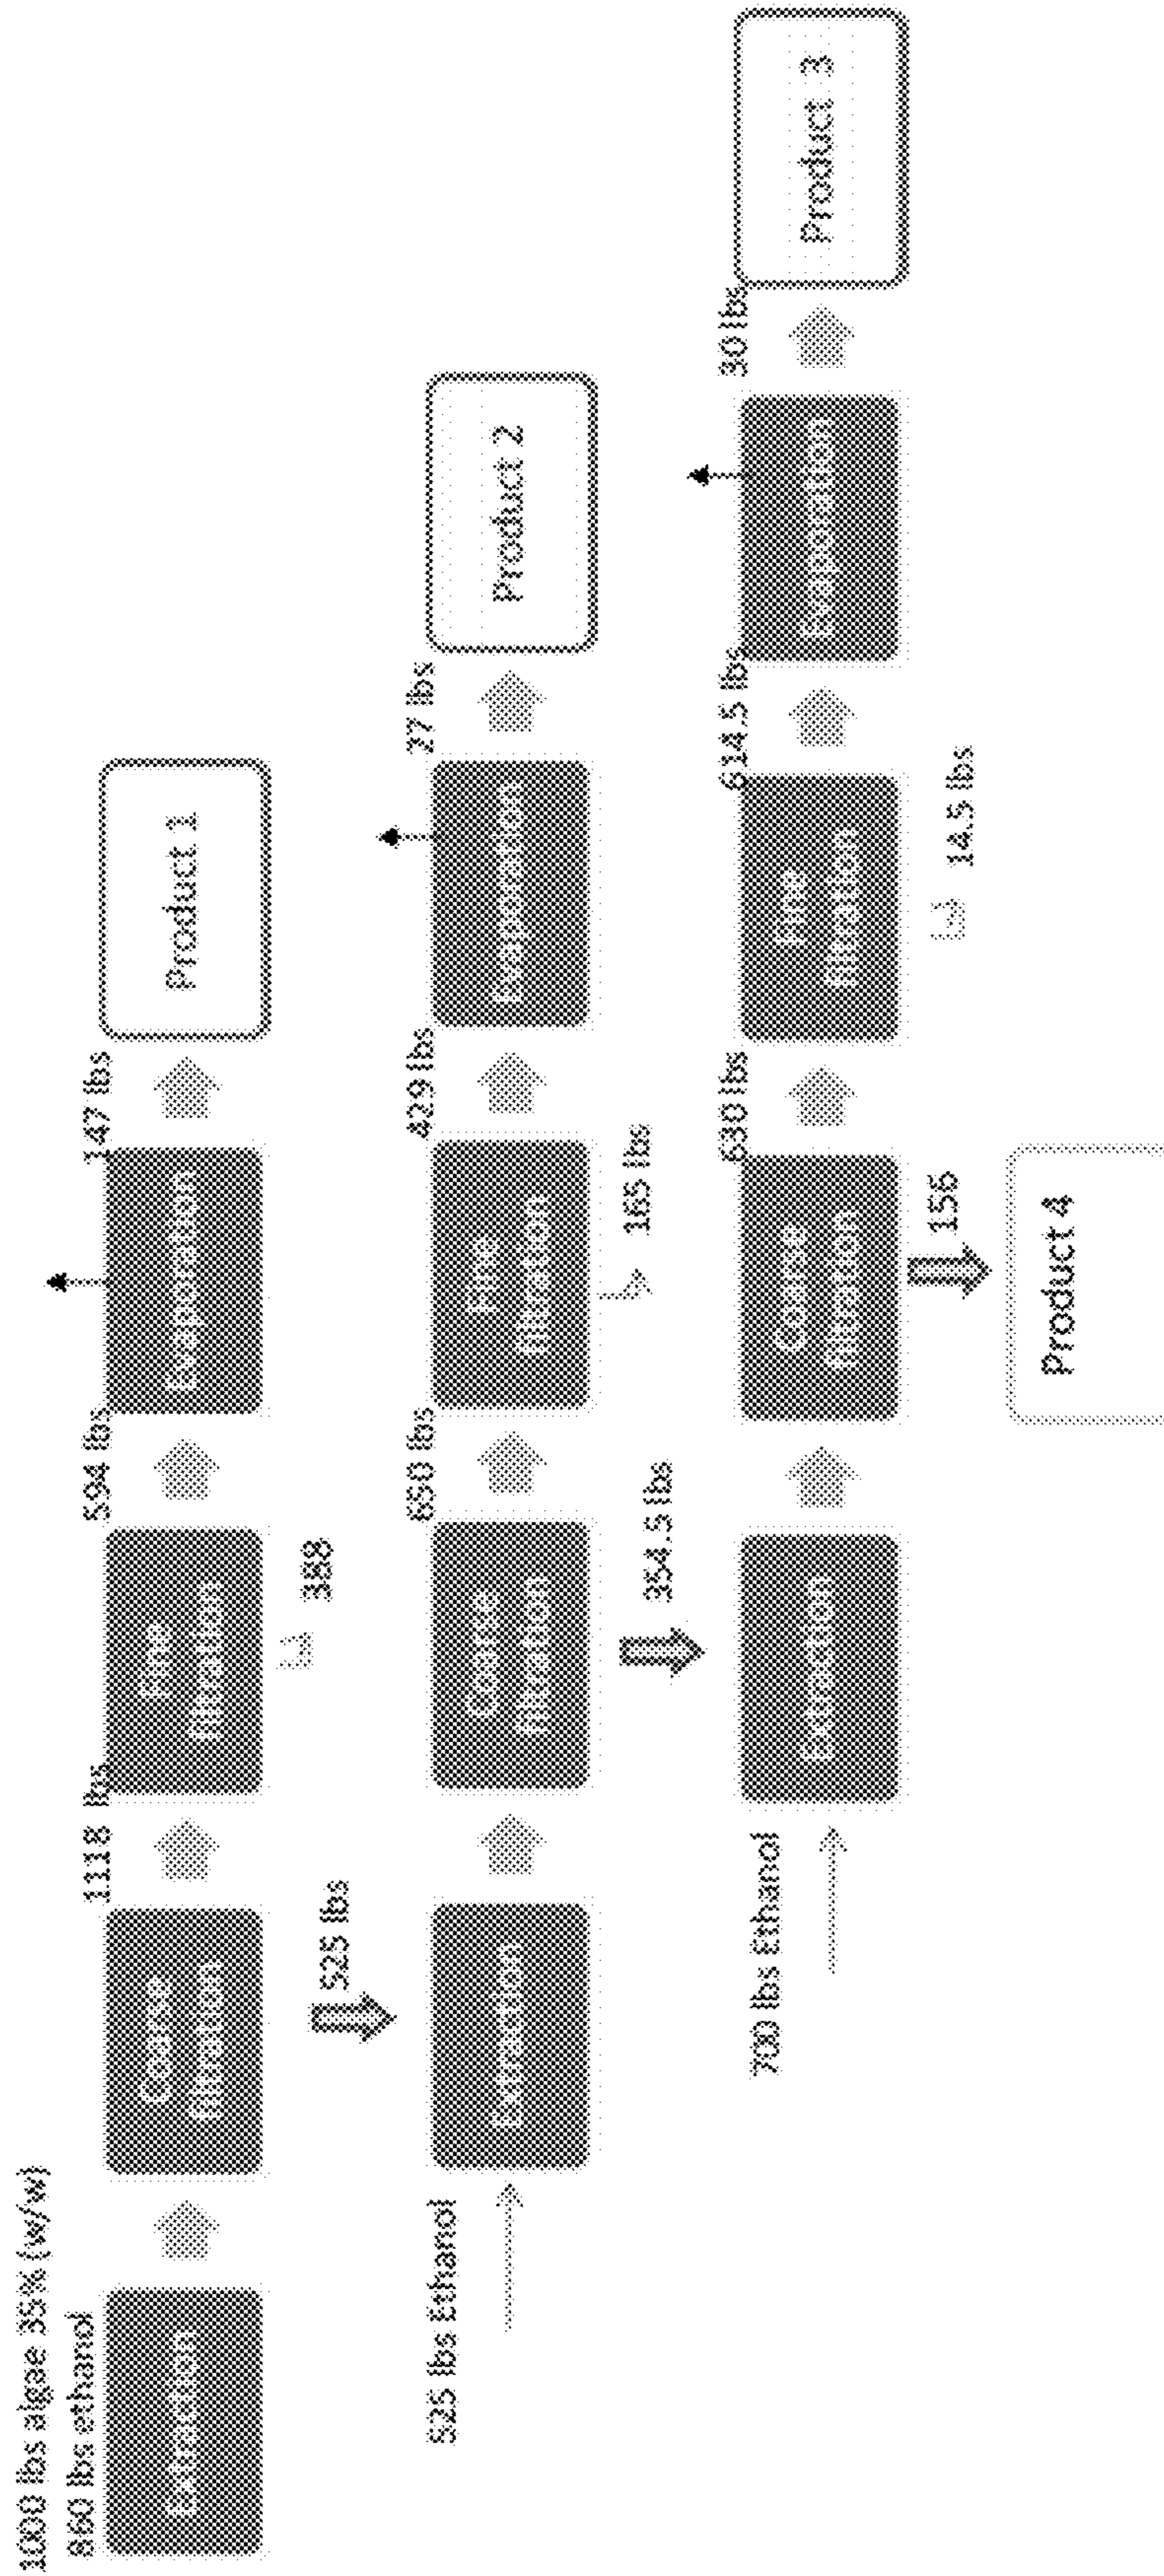 1000 lbs algae 35% (w/w)
860 lbs ethanol
Extraction
Coarse
filtration
1118 lbs
Fine
filtration
594 lbs
Evaporation
147 lbs
Product 1
525 lbs
388
525 lbs Ethanol
Extraction
Coarse
filtration
650 lbs
Fine
filtration
429 lbs
Evaporation
27 lbs
Product 2
354.5 lbs
165 lbs
700 lbs Ethanol
Extraction
Coarse
filtration
630 lbs
Fine
filtration
614.5 lbs
Evaporation
30 lbs
Product 3
156
14.5 lbs
Product 4